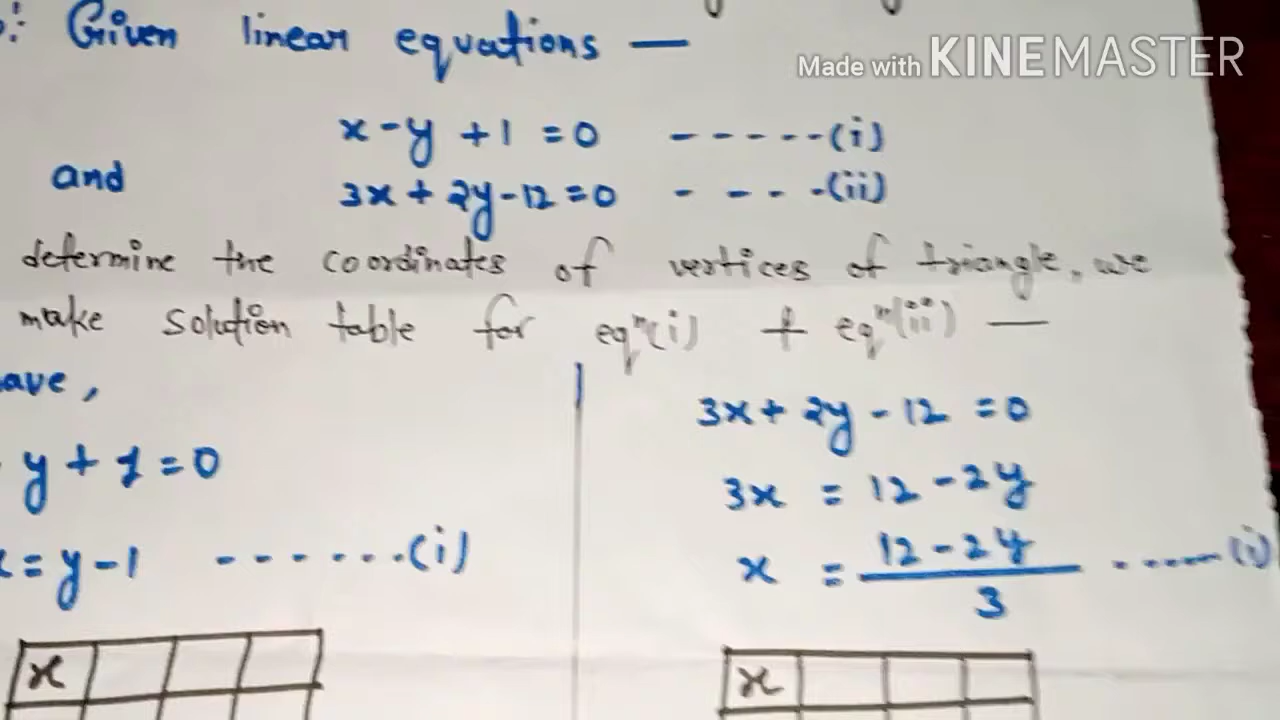 Given linear equations —
Made with KINEMASTER
x - y + 1 = 0 -----(i)
and
3x + 2y - 12 = 0 - - - -(ii)
determine the coordinates of vertices of triangle, we
make solution table for eqⁿ(i) + eqⁿ(ii) —
ave,
y + 1 = 0
x = y - 1 ------(i)
3x + 2y - 12 = 0
3x = 12 - 2y
x = (12 - 2y)/3 -----(i)
x
x